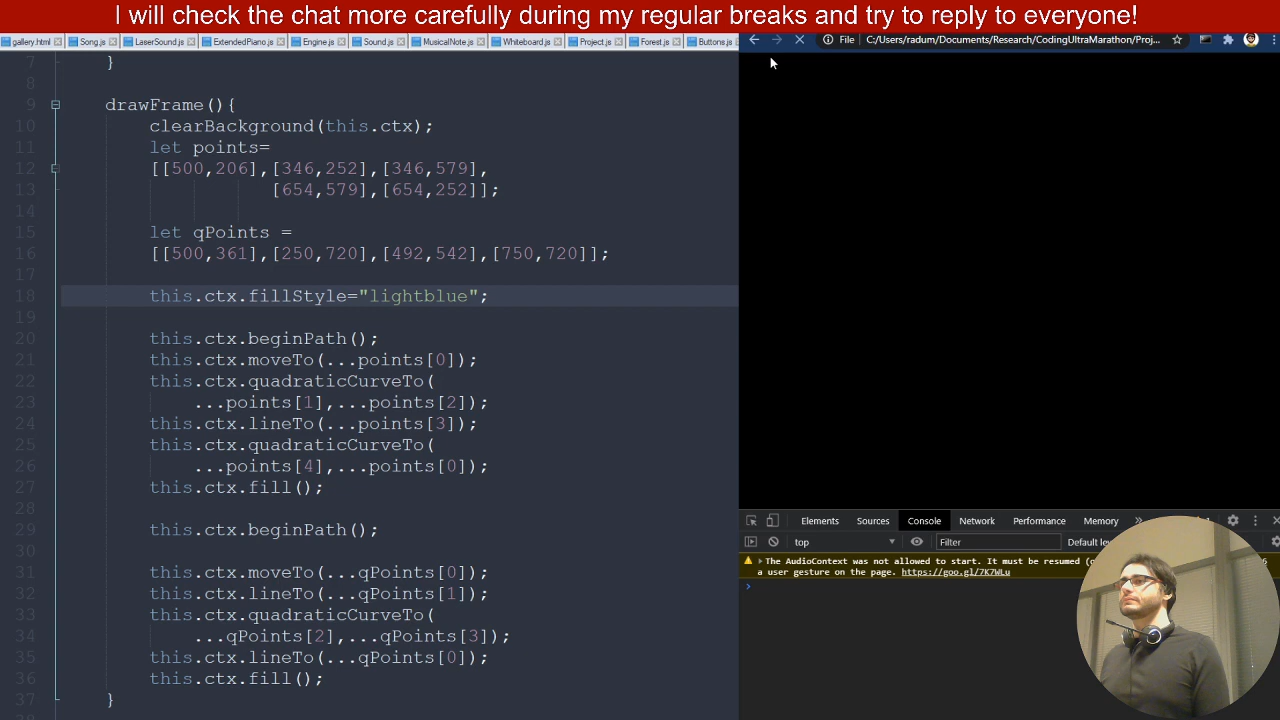 I will check the chat more carefully during my regular breaks and try to reply to everyone!
gallery.html Song.js LaserSound.js ExtendedPiano.js Engine.js Sound.js MusicalNote.js Whiteboard.js Project.js Forest.js Buttons.js
File C:/Users/radum/Documents/Research/CodingUltraMarathon/Proj...
7 }
8
9 drawFrame(){
10 clearBackground(this.ctx);
11 let points=
12 [[500,206],[346,252],[346,579],
13 [654,579],[654,252]];
14
15 let qPoints =
16 [[500,361],[250,720],[492,542],[750,720]];
17
18 this.ctx.fillStyle="lightblue";
19
20 this.ctx.beginPath();
21 this.ctx.moveTo(...points[0]);
22 this.ctx.quadraticCurveTo(
23 ...points[1],...points[2]);
24 this.ctx.lineTo(...points[3]);
25 this.ctx.quadraticCurveTo(
26 ...points[4],...points[0]);
27 this.ctx.fill();
28
29 this.ctx.beginPath();
30
31 this.ctx.moveTo(...qPoints[0]);
32 this.ctx.lineTo(...qPoints[1]);
33 this.ctx.quadraticCurveTo(
34 ...qPoints[2],...qPoints[3]);
35 this.ctx.lineTo(...qPoints[0]);
36 this.ctx.fill();
37 }
Elements Sources Console Network Performance Memory »
top Filter Default
The AudioContext was not allowed to start. It must be resumed
a user gesture on the page. https://goo.gl/7K7WLu